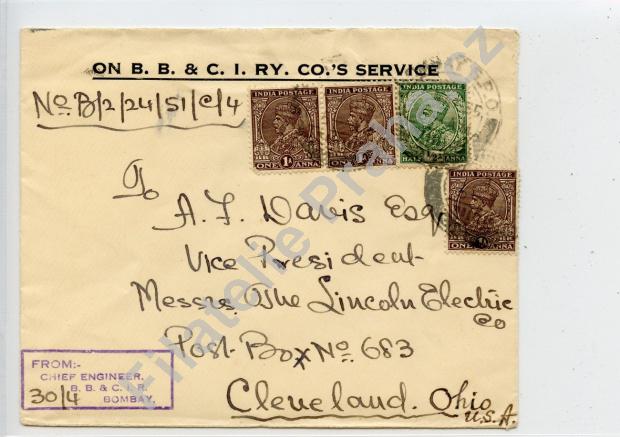 ON B. B. & C. I. RY. CO.'S SERVICE
No B/2/24/51/C/4
INDIA POSTAGE
1A
ONE ANNA
INDIA POSTAGE
ONE ANNA
INDIA POSTAGE
HALF ANNA
INDIA POSTAGE
ONE ANNA
To
A. F. Davis Esq
Vice President
Messrs. The Lincoln Electric
Co
Post-Box No 683
Cleveland. Ohio
U.S.A.
FROM:-
CHIEF ENGINEER.
B. B. & C. I. R.
BOMBAY.
30/4
Filatelie Praha.cz